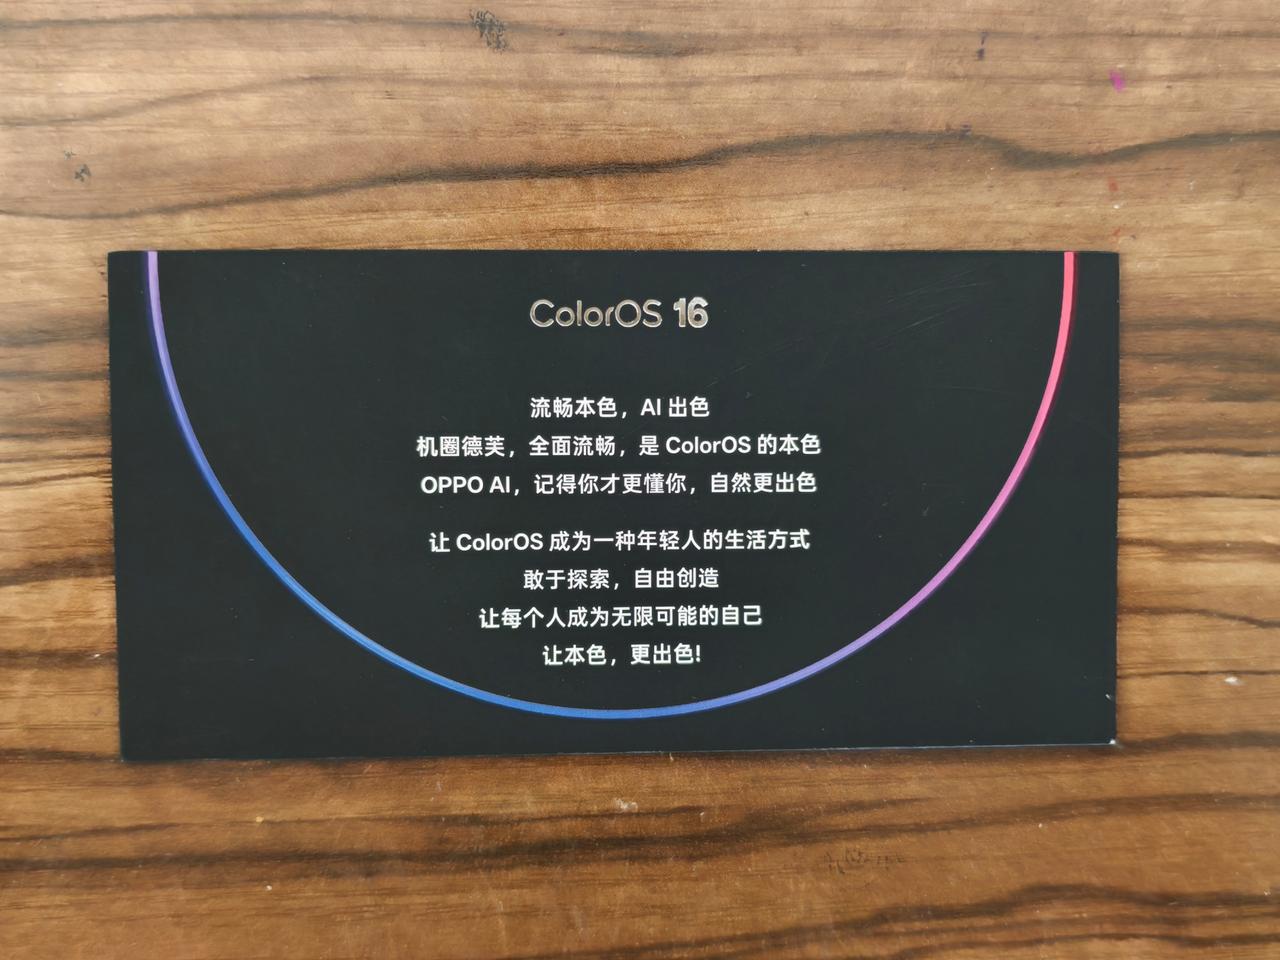 ColorOS 16
流畅本色，AI 出色
机圈德芙，全面流畅，是 ColorOS 的本色
OPPO AI，记得你才更懂你，自然更出色
让 ColorOS 成为一种年轻人的生活方式
敢于探索，自由创造
让每个人成为无限可能的自己
让本色，更出色!